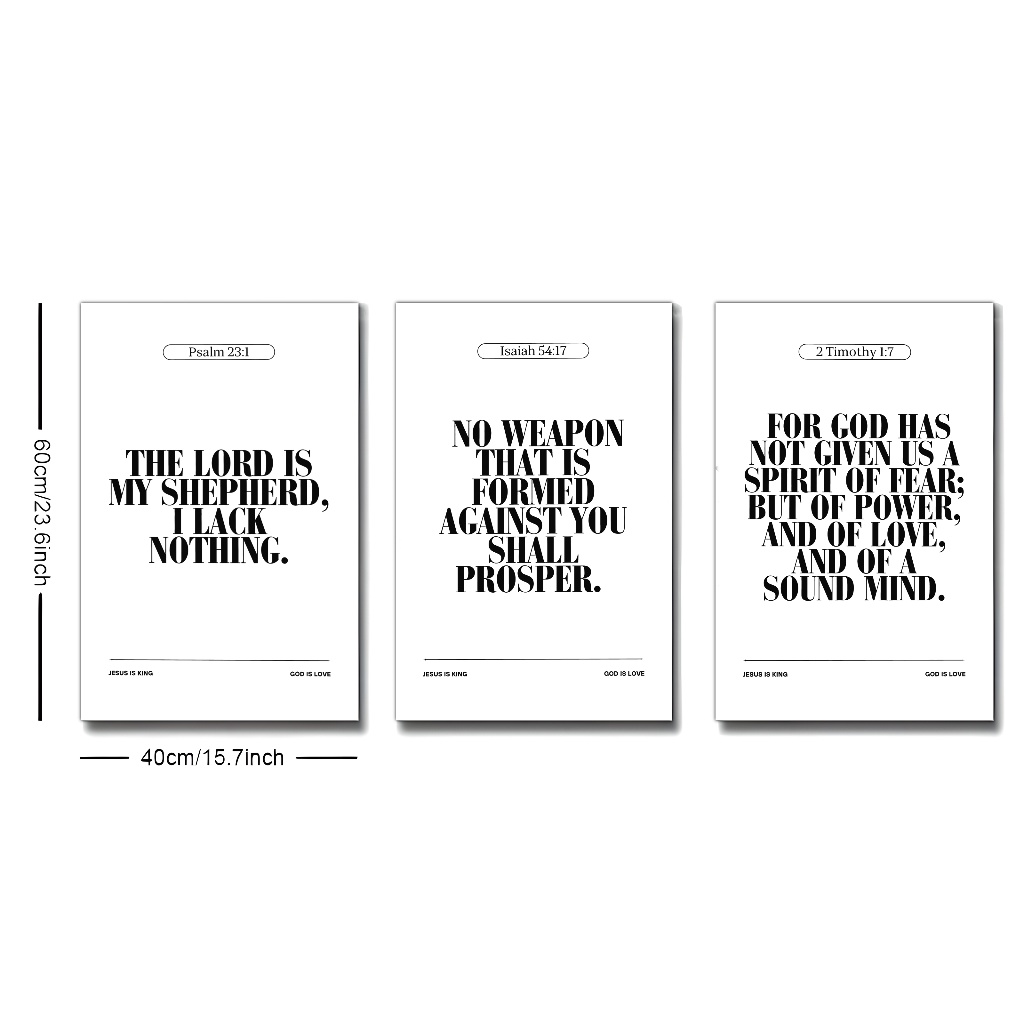 60cm/23.6inch
Psalm 23:1
THE LORD IS
MY SHEPHERD,
I LACK
NOTHING.
JESUS IS KING
GOD IS LOVE
40cm/15.7inch
Isaiah 54:17
NO WEAPON
THAT IS
FORMED
AGAINST YOU
SHALL
PROSPER.
JESUS IS KING
GOD IS LOVE
2 Timothy 1:7
FOR GOD HAS
NOT GIVEN US A
SPIRIT OF FEAR;
BUT OF POWER,
AND OF LOVE,
AND OF A
SOUND MIND.
JESUS IS KING
GOD IS LOVE